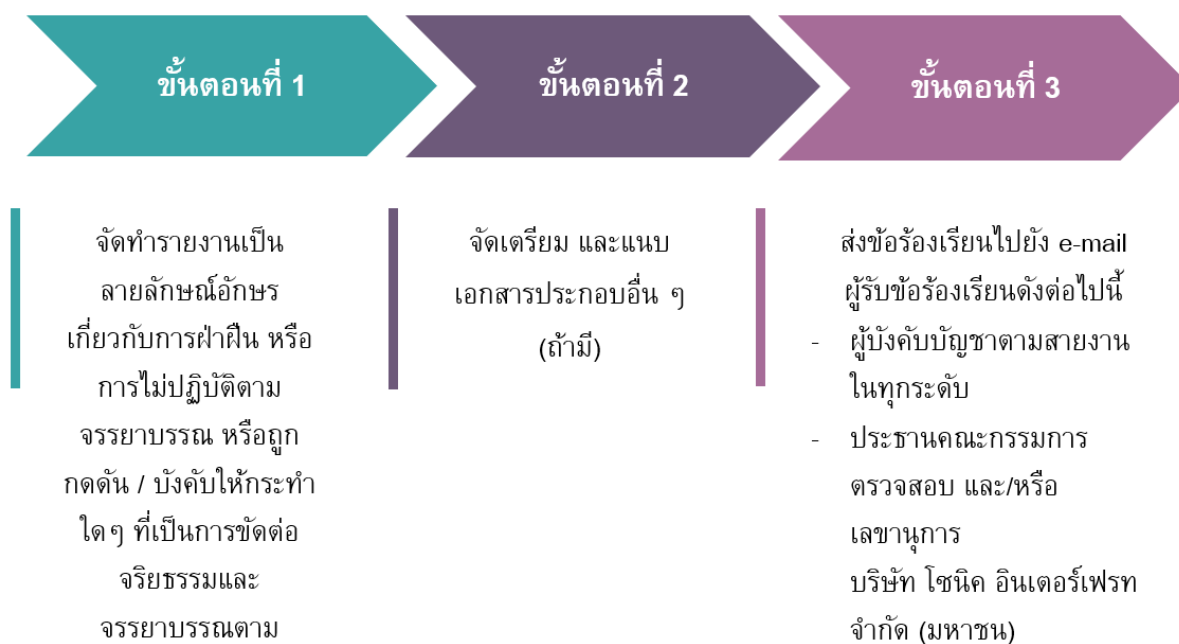 ขั้นตอนที่ 1
จัดทำรายงานเป็น
ลายลักษณ์อักษร
เกี่ยวกับการฝ่าฝืน หรือ
การไม่ปฏิบัติตาม
จรรยาบรรณ หรือถูก
กดดัน / บังคับให้กระทำ
ใดๆ ที่เป็นการขัดต่อ
จริยธรรมและ
จรรยาบรรณตาม
ขั้นตอนที่ 2
จัดเตรียม และแนบ
เอกสารประกอบอื่น ๆ
(ถ้ามี)
ขั้นตอนที่ 3
ส่งข้อร้องเรียนไปยัง e-mail
ผู้รับข้อร้องเรียนดังต่อไปนี้
- ผู้บังคับบัญชาตามสายงาน
ในทุกระดับ
- ประธานคณะกรรมการ
ตรวจสอบ และ/หรือ
เลขานุการ
บริษัท โซนิค อินเตอร์เฟรท
จำกัด (มหาชน)